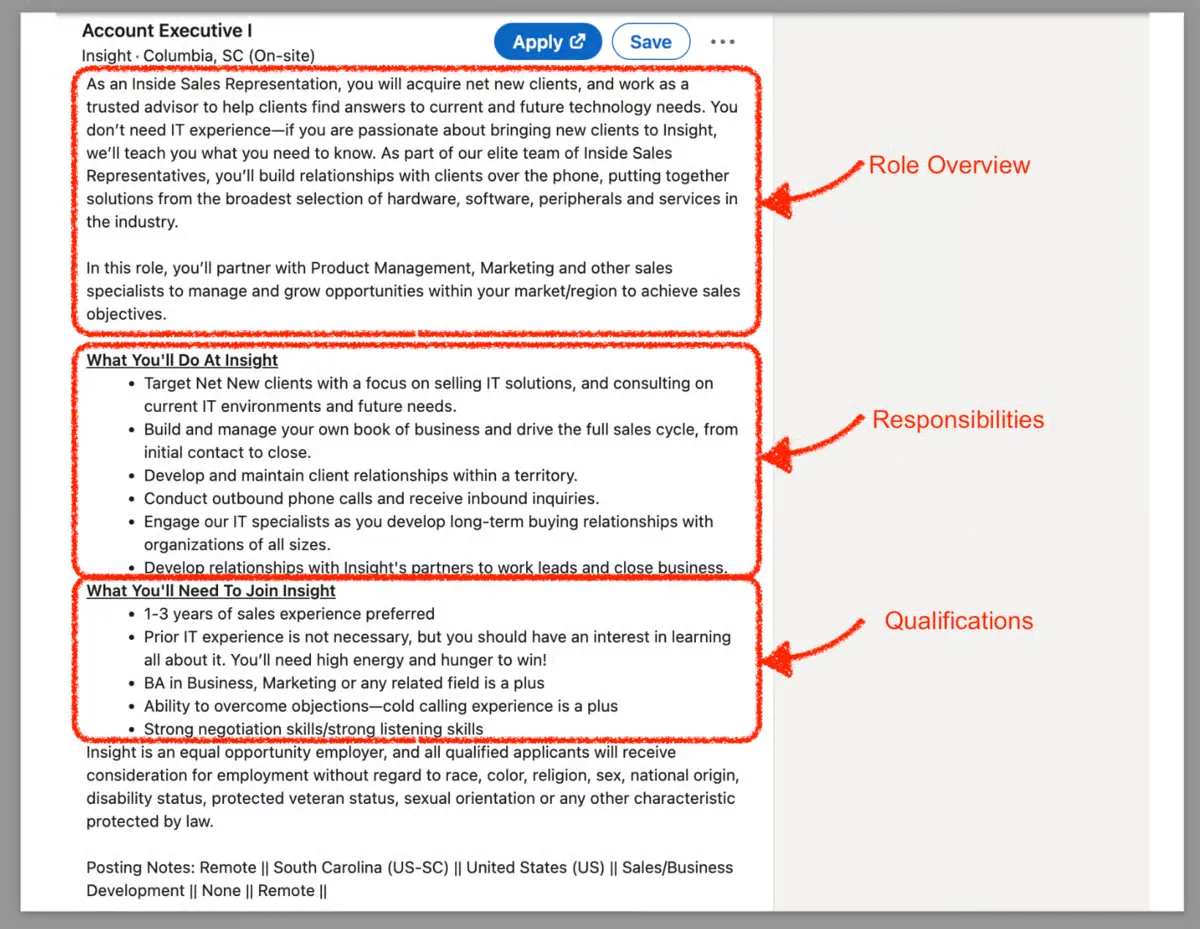 Account Executive I
Insight · Columbia, SC (On-site)
Apply
Save
As an Inside Sales Representation, you will acquire net new clients, and work as a
trusted advisor to help clients find answers to current and future technology needs. You
don’t need IT experience—if you are passionate about bringing new clients to Insight,
we’ll teach you what you need to know. As part of our elite team of Inside Sales
Representatives, you’ll build relationships with clients over the phone, putting together
solutions from the broadest selection of hardware, software, peripherals and services in
the industry.
In this role, you’ll partner with Product Management, Marketing and other sales
specialists to manage and grow opportunities within your market/region to achieve sales
objectives.
Role Overview
What You'll Do At Insight
• Target Net New clients with a focus on selling IT solutions, and consulting on
current IT environments and future needs.
• Build and manage your own book of business and drive the full sales cycle, from
initial contact to close.
• Develop and maintain client relationships within a territory.
• Conduct outbound phone calls and receive inbound inquiries.
• Engage our IT specialists as you develop long-term buying relationships with
organizations of all sizes.
• Develop relationships with Insight's partners to work leads and close business.
Responsibilities
What You'll Need To Join Insight
• 1-3 years of sales experience preferred
• Prior IT experience is not necessary, but you should have an interest in learning
all about it. You’ll need high energy and hunger to win!
• BA in Business, Marketing or any related field is a plus
• Ability to overcome objections—cold calling experience is a plus
• Strong negotiation skills/strong listening skills
Qualifications
Insight is an equal opportunity employer, and all qualified applicants will receive
consideration for employment without regard to race, color, religion, sex, national origin,
disability status, protected veteran status, sexual orientation or any other characteristic
protected by law.
Posting Notes: Remote || South Carolina (US-SC) || United States (US) || Sales/Business
Development || None || Remote ||